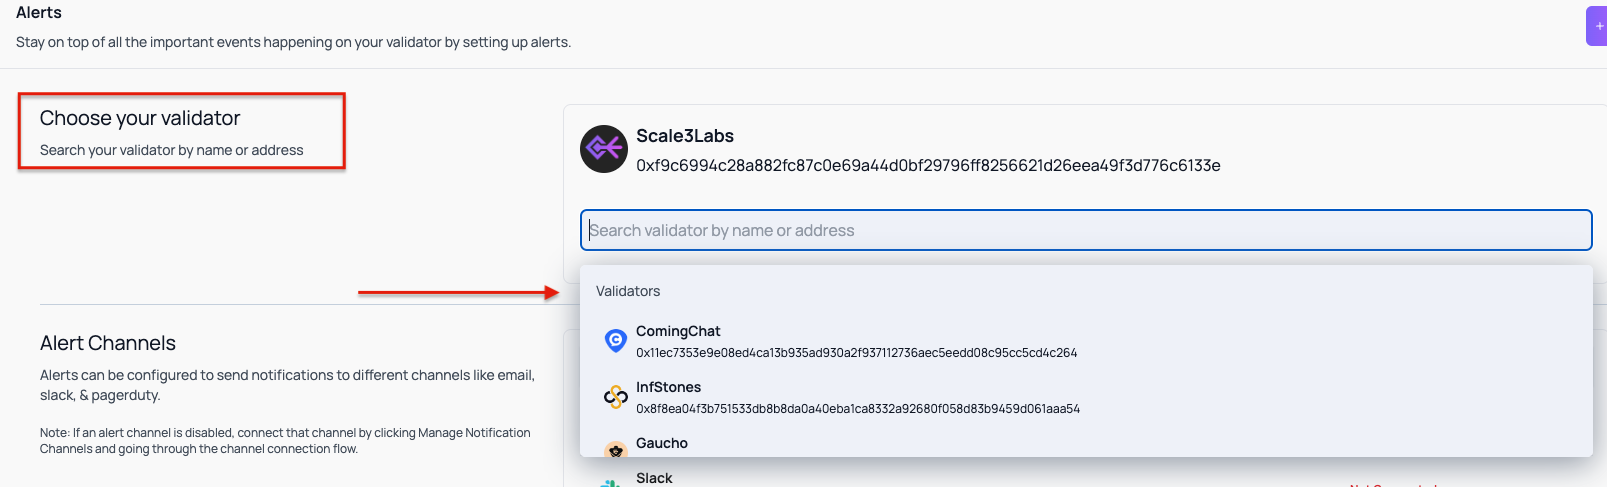 Alerts
Stay on top of all the important events happening on your validator by setting up alerts.
+
Choose your validator
Search your validator by name or address
Scale3Labs
0xf9c6994c28a882fc87c0e69a44d0bf29796ff8256621d26eea49f3d776c6133e
Search validator by name or address
Validators
ComingChat
0x11ec7353e9e08ed4ca13b935ad930a2f937112736aec5eedd08c95cc5cd4c264
InfStones
0x8f8ea04f3b751533db8b8da0a40eba1ca8332a92680f058d83b9459d061aaa54
Gaucho
Alert Channels
Alerts can be configured to send notifications to different channels like email,
slack, & pagerduty.
Note: If an alert channel is disabled, connect that channel by clicking Manage Notification
Channels and going through the channel connection flow.
Slack